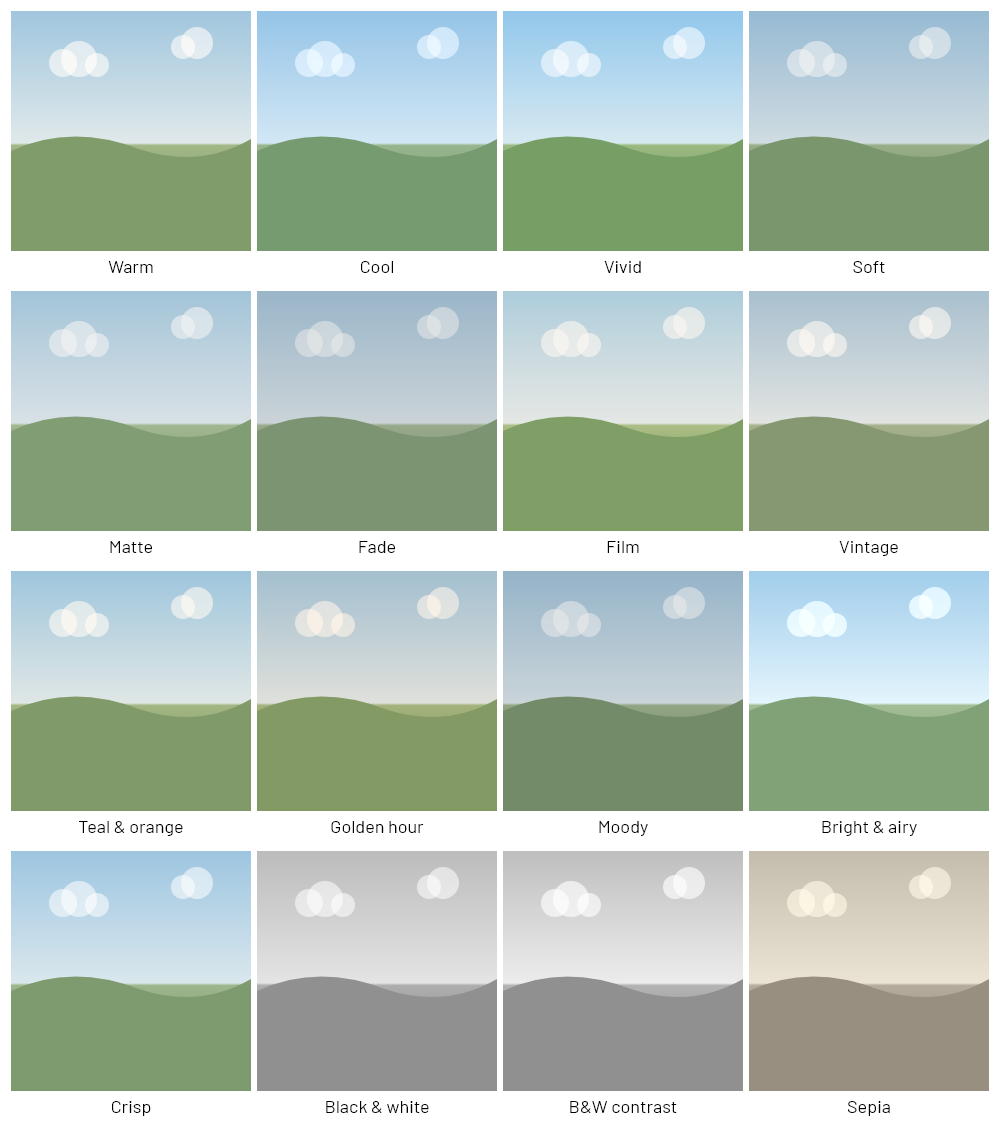 Warm
Cool
Vivid
Soft
Matte
Fade
Film
Vintage
Teal & orange
Golden hour
Moody
Bright & airy
Crisp
Black & white
B&W contrast
Sepia